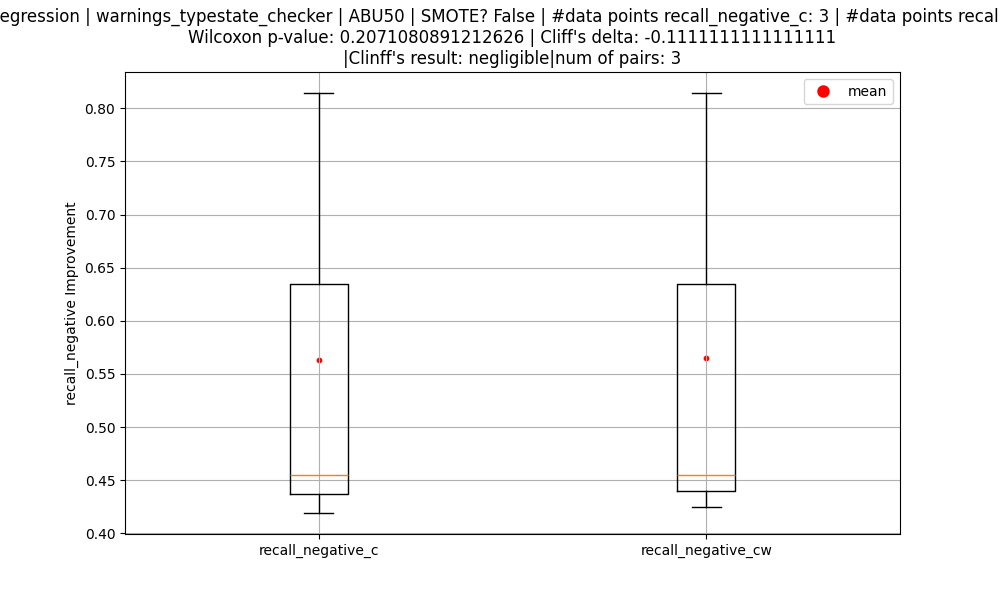 egression | warnings_typestate_checker | ABU50 | SMOTE? False | #data points recall_negative_c: 3 | #data points recal
Wilcoxon p-value: 0.2071080891212626 | Cliff's delta: -0.1111111111111111
|Clinff's result: negligible|num of pairs: 3
mean
0.80
0.75
0.70
0.65
0.60
0.55
0.50
0.45
0.40
recall_negative Improvement
recall_negative_c
recall_negative_cw